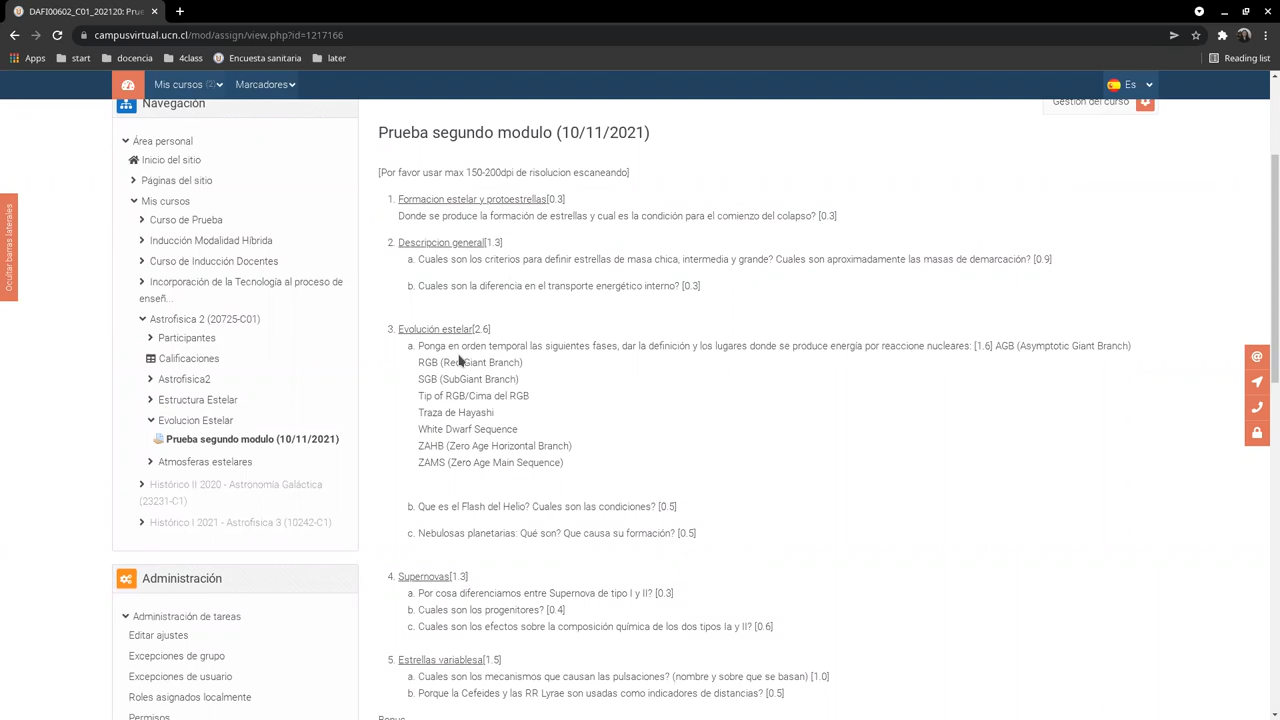 DAFI00602_C01_202120: Pru
campusvirtual.ucn.cl/mod/assign/view.php?id=1217166
Apps start docencia 4class Encuesta sanitaria later Reading list
Mis cursos (2) Marcadores Es
Navegación
Gestión del curso
Área personal
Inicio del sitio
Páginas del sitio
Mis cursos
Curso de Prueba
Inducción Modalidad Híbrida
Curso de Inducción Docentes
Incorporación de la Tecnología al proceso de
enseñ...
Astrofisica 2 (20725-C01)
Participantes
Calificaciones
Astrofisica2
Estructura Estelar
Evolucion Estelar
Prueba segundo modulo (10/11/2021)
Atmosferas estelares
Histórico II 2020 - Astronomía Galáctica
(23231-C1)
Histórico I 2021 - Astrofisica 3 (10242-C1)
Administración
Administración de tareas
Editar ajustes
Excepciones de grupo
Excepciones de usuario
Roles asignados localmente
Permisos
Ocultar barras laterales
Prueba segundo modulo (10/11/2021)
[Por favor usar max 150-200dpi de risolucion escaneando]
1. Formacion estelar y protoestrellas[0.3]
Donde se produce la formación de estrellas y cual es la condición para el comienzo del colapso? [0.3]
2. Descripcion general[1.3]
a. Cuales son los criterios para definir estrellas de masa chica, intermedia y grande? Cuales son aproximadamente las masas de demarcación? [0.9]
b. Cuales son la diferencia en el transporte energético interno? [0.3]
3. Evolución estelar[2.6]
a. Ponga en orden temporal las siguientes fases, dar la definición y los lugares donde se produce energía por reaccione nucleares: [1.6] AGB (Asymptotic Giant Branch)
RGB (Red Giant Branch)
SGB (SubGiant Branch)
Tip of RGB/Cima del RGB
Traza de Hayashi
White Dwarf Sequence
ZAHB (Zero Age Horizontal Branch)
ZAMS (Zero Age Main Sequence)
b. Que es el Flash del Helio? Cuales son las condiciones? [0.5]
c. Nebulosas planetarias: Qué son? Que causa su formación? [0.5]
4. Supernovas[1.3]
a. Por cosa diferenciamos entre Supernova de tipo I y II? [0.3]
b. Cuales son los progenitores? [0.4]
c. Cuales son los efectos sobre la composición química de los dos tipos Ia y II? [0.6]
5. Estrellas variablesa[1.5]
a. Cuales son los mecanismos que causan las pulsaciones? (nombre y sobre que se basan) [1.0]
b. Porque la Cefeides y las RR Lyrae son usadas como indicadores de distancias? [0.5]
Bonus